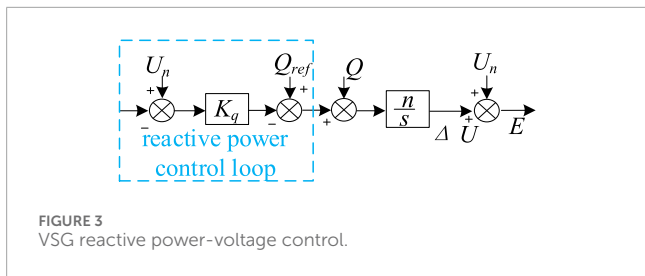 U_n Q_ref Q U_n
+ + +
K_q n/s
− − + Δ U + E
reactive power
control loop
FIGURE 3
VSG reactive power-voltage control.